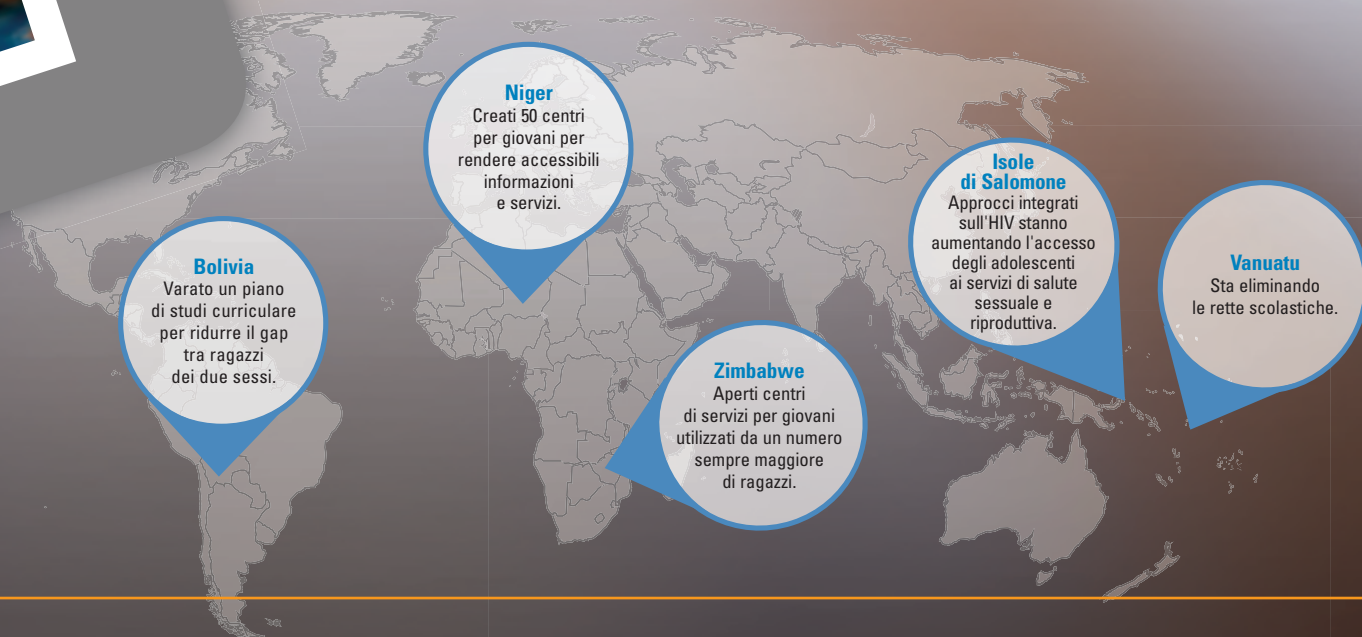 Niger
Creati 50 centri
per giovani per
rendere accessibili
informazioni
e servizi.
Isole
di Salomone
Approcci integrati
sull'HIV stanno
aumentando l'accesso
degli adolescenti
ai servizi di salute
sessuale e
riproduttiva.
Vanuatu
Sta eliminando
le rette scolastiche.
Bolivia
Varato un piano
di studi curriculare
per ridurre il gap
tra ragazzi
dei due sessi.
Zimbabwe
Aperti centri
di servizi per giovani
utilizzati da un numero
sempre maggiore
di ragazzi.